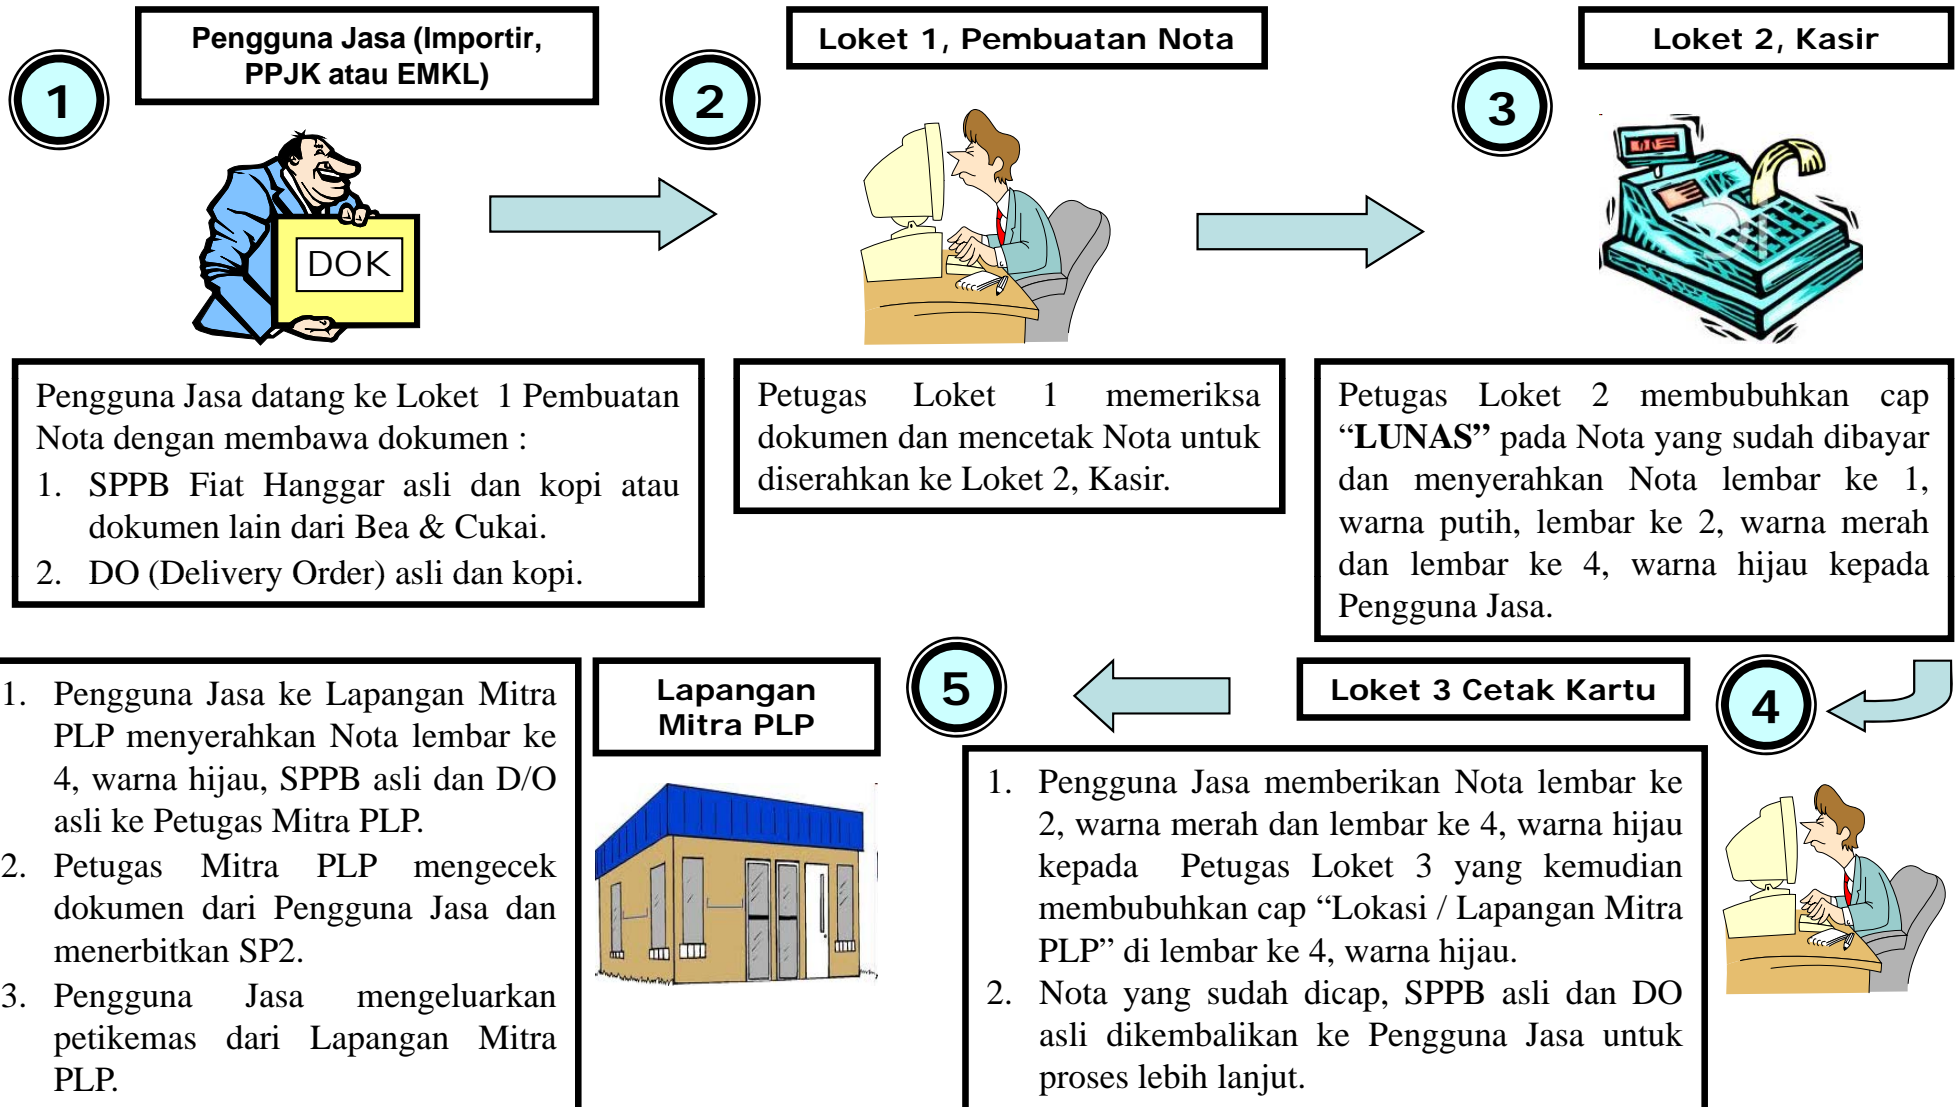 1
Pengguna Jasa (Importir,
PPJK atau EMKL)
DOK
Pengguna Jasa datang ke Loket 1 Pembuatan
Nota dengan membawa dokumen :
1. SPPB Fiat Hanggar asli dan kopi atau
dokumen lain dari Bea & Cukai.
2. DO (Delivery Order) asli dan kopi.
2
Loket 1, Pembuatan Nota
Petugas Loket 1 memeriksa
dokumen dan mencetak Nota untuk
diserahkan ke Loket 2, Kasir.
3
Loket 2, Kasir
Petugas Loket 2 membubuhkan cap
“LUNAS” pada Nota yang sudah dibayar
dan menyerahkan Nota lembar ke 1,
warna putih, lembar ke 2, warna merah
dan lembar ke 4, warna hijau kepada
Pengguna Jasa.
4
Loket 3 Cetak Kartu
1. Pengguna Jasa memberikan Nota lembar ke
2, warna merah dan lembar ke 4, warna hijau
kepada Petugas Loket 3 yang kemudian
membubuhkan cap “Lokasi / Lapangan Mitra
PLP” di lembar ke 4, warna hijau.
2. Nota yang sudah dicap, SPPB asli dan DO
asli dikembalikan ke Pengguna Jasa untuk
proses lebih lanjut.
5
Lapangan
Mitra PLP
1. Pengguna Jasa ke Lapangan Mitra
PLP menyerahkan Nota lembar ke
4, warna hijau, SPPB asli dan D/O
asli ke Petugas Mitra PLP.
2. Petugas Mitra PLP mengecek
dokumen dari Pengguna Jasa dan
menerbitkan SP2.
3. Pengguna Jasa mengeluarkan
petikemas dari Lapangan Mitra
PLP.